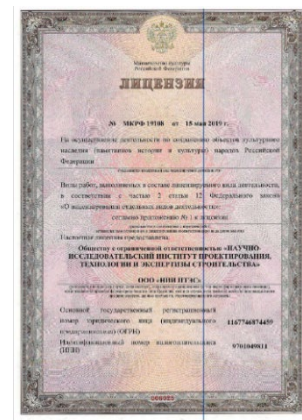 Министерство культуры
Российской Федерации
ЛИЦЕНЗИЯ
№ МКРФ 19186 от 15 мая 2019 г.
На осуществление деятельности по сохранению объектов культурного
наследия (памятников истории и культуры) народов Российской
Федерации
Виды работ, выполняемых в составе лицензируемого вида деятельности,
в соответствии с частью 2 статьи 12 Федерального закона
«О лицензировании отдельных видов деятельности»:
согласно приложению № 1 к лицензии
Настоящая лицензия предоставлена
Обществу с ограниченной ответственностью «НАУЧНО-
ИССЛЕДОВАТЕЛЬСКИЙ ИНСТИТУТ ПРОЕКТИРОВАНИЯ,
ТЕХНОЛОГИИ И ЭКСПЕРТИЗЫ СТРОИТЕЛЬСТВА»
ООО «НИИ ПТЭС»
Основной государственный регистрационный
номер юридического лица (индивидуального
предпринимателя) (ОГРН) 1167746874459
Идентификационный номер налогоплательщика
(ИНН) 9701049811